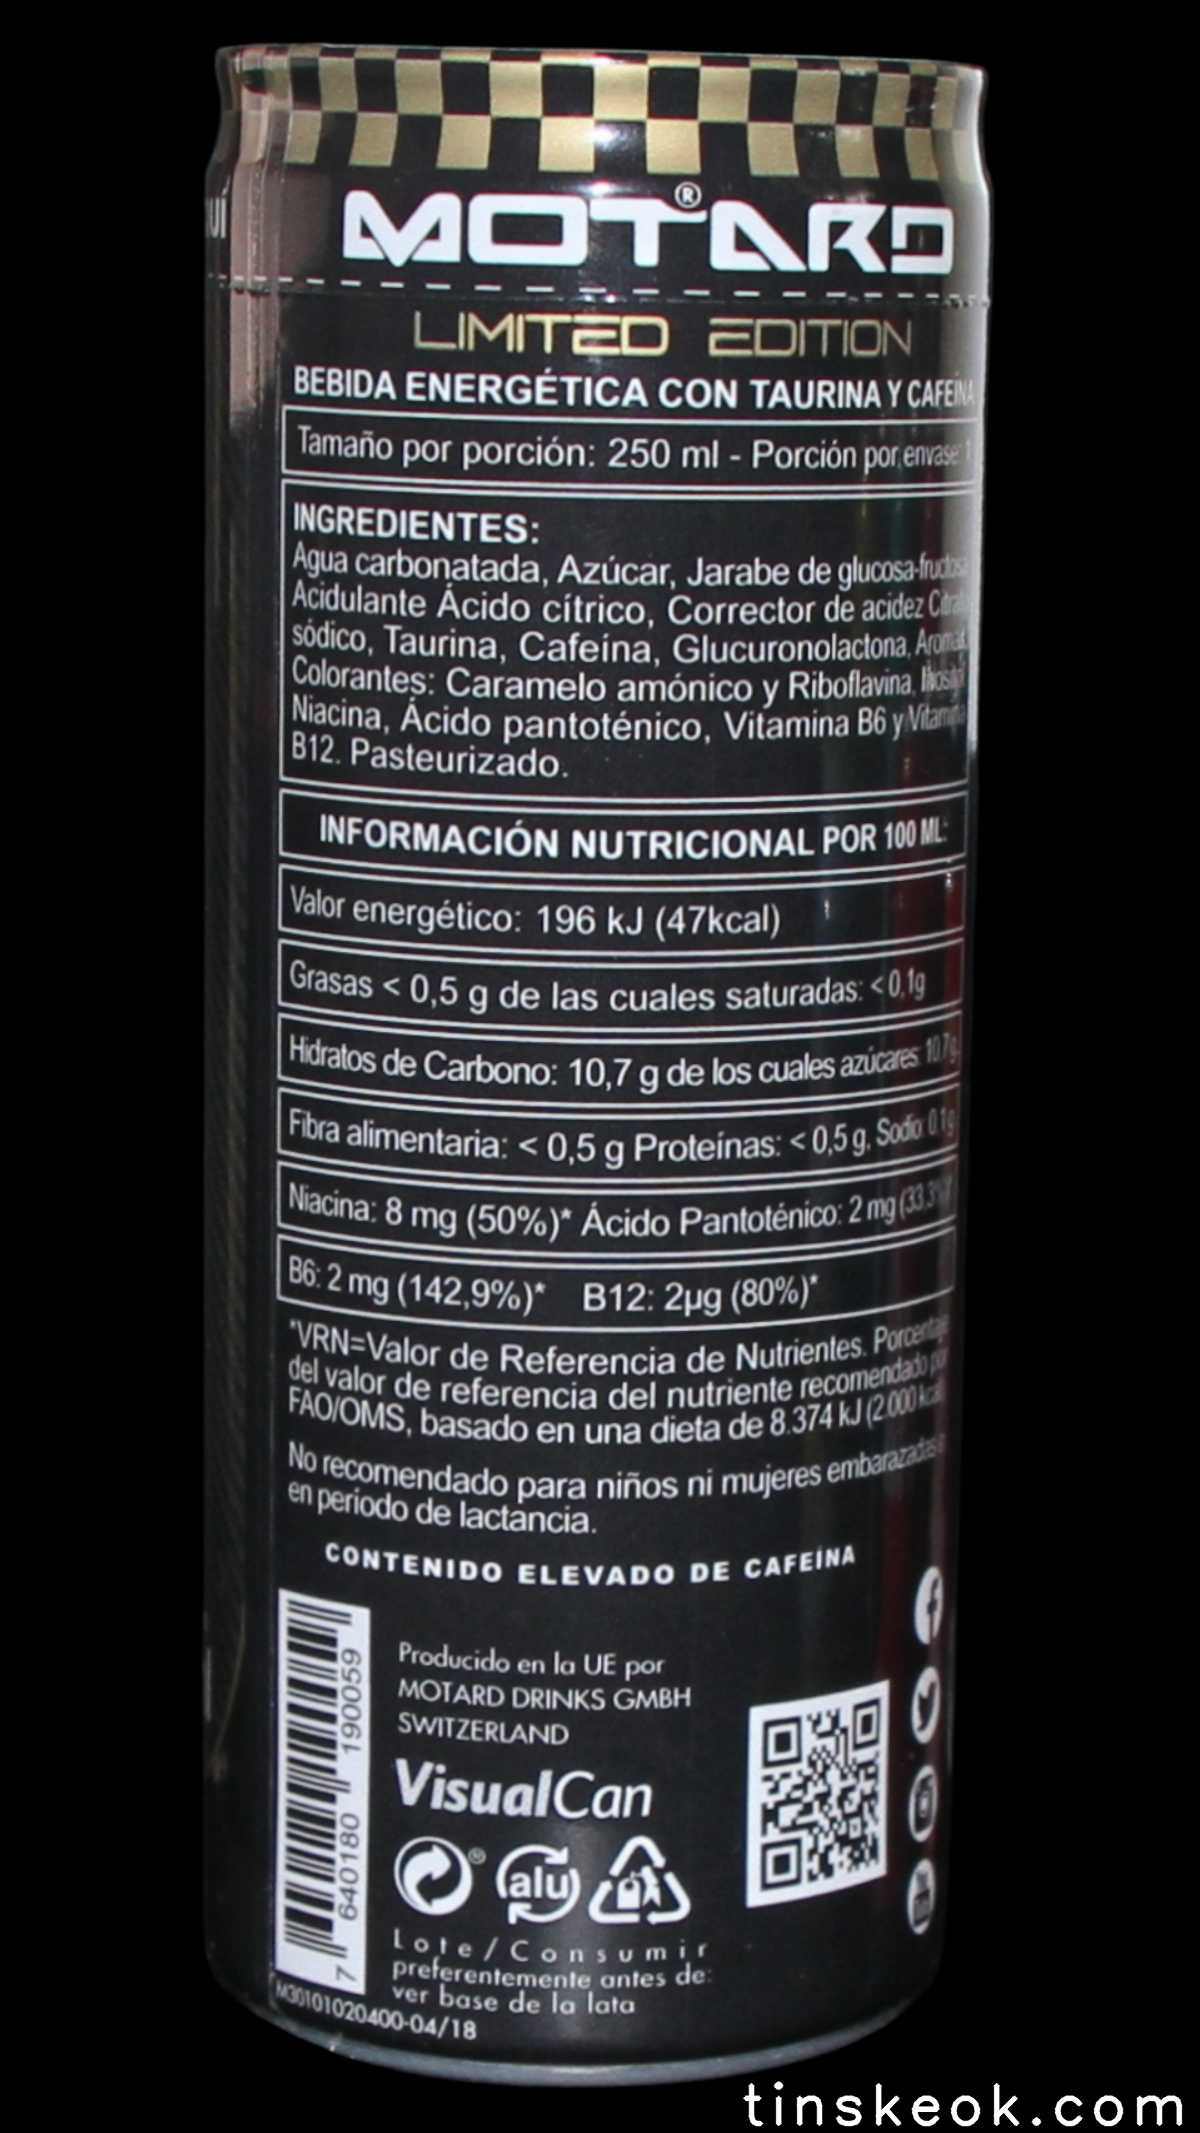 UI
MOTARD®
LIMITED EDITION
BEBIDA ENERGÉTICA CON TAURINA Y CAFEÍNA
Tamaño por porción: 250 ml - Porción por envase: 1
INGREDIENTES:
Agua carbonatada, Azúcar, Jarabe de glucosa-fructosa
Acidulante Ácido cítrico, Corrector de acidez Citrato
sódico, Taurina, Cafeína, Glucuronolactona, Aromas,
Colorantes: Caramelo amónico y Riboflavina, Inositol
Niacina, Ácido pantoténico, Vitamina B6 y Vitamina
B12. Pasteurizado.
INFORMACIÓN NUTRICIONAL POR 100 ML:
Valor energético: 196 kJ (47kcal)
Grasas < 0,5 g de las cuales saturadas: <0,1g
Hidratos de Carbono: 10,7 g de los cuales azúcares: 10,7 g.
Fibra alimentaria: < 0,5 g Proteínas: < 0,5 g, Sodio: 0,1g
Niacina: 8 mg (50%)* Ácido Pantoténico: 2 mg (33,3%)*
B6: 2 mg (142,9%)* B12: 2µg (80%)*
*VRN=Valor de Referencia de Nutrientes. Porcentaje
del valor de referencia del nutriente recomendado por
FAO/OMS, basado en una dieta de 8.374 kJ (2.000 kcal)
No recomendado para niños ni mujeres embarazadas o
en periodo de lactancia.
CONTENIDO ELEVADO DE CAFEÍNA
Producido en la UE por
MOTARD DRINKS GMBH
SWITZERLAND
VisualCan
® alu
Lote/Consumir
preferentemente antes de:
ver base de la lata
7 640180 190059
M30101020400-04/18
tinskeok.com